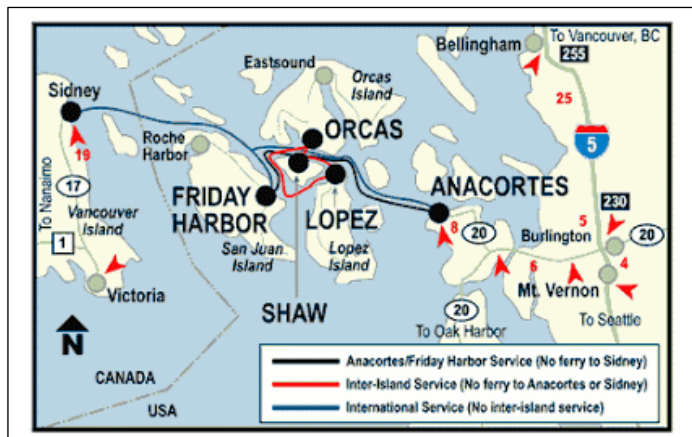 To Vancouver, BC
Bellingham
255
Eastsound
Orcas
Island
25
Sidney
ORCAS
5
19
Roche
Harbor
To Nanaimo
17
Vancouver
Island
FRIDAY
HARBOR
LOPEZ
ANACORTES
230
8
20
5
Burlington
20
1
San Juan
Island
Lopez
Island
6
4
Victoria
SHAW
Mt. Vernon
20
To Oak Harbor
To Seattle
N
CANADA
USA
Anacortes/Friday Harbor Service (No ferry to Sidney)
Inter-Island Service (No ferry to Anacortes or Sidney)
International Service (No inter-island service)